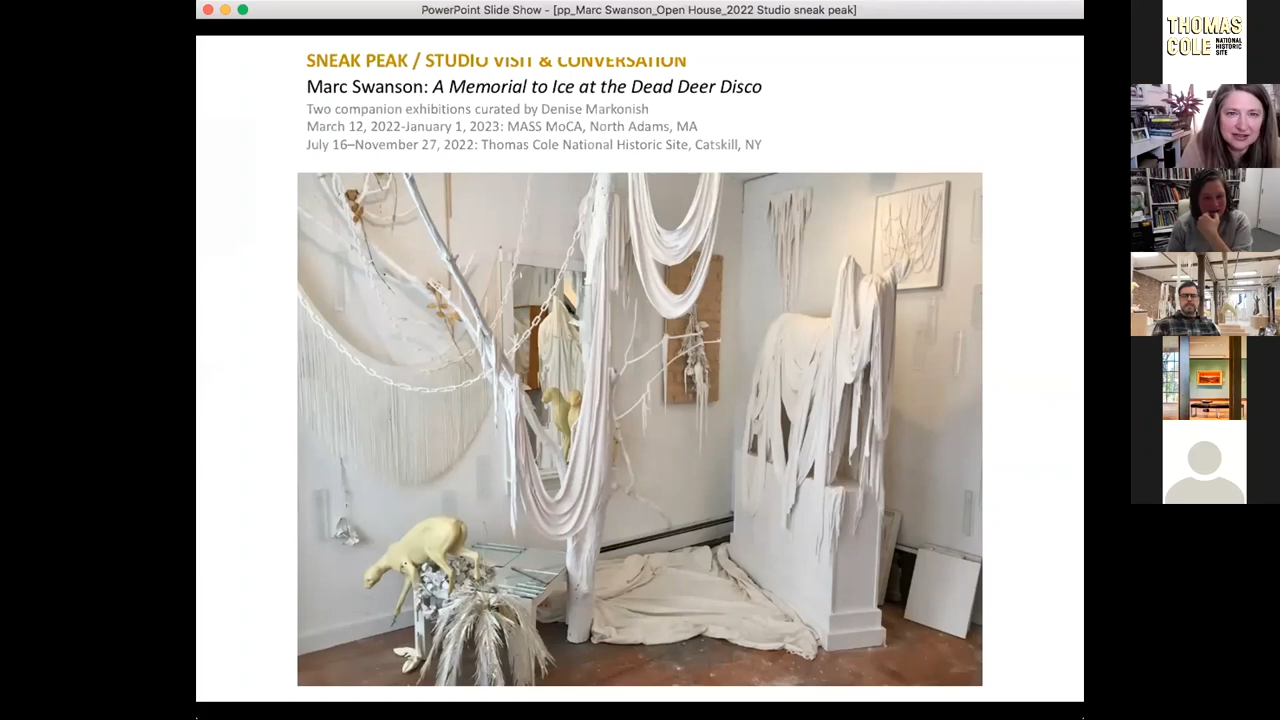 PowerPoint Slide Show - [pp_Marc Swanson_Open House_2022 Studio sneak peak]
SNEAK PEAK / STUDIO VISIT & CONVERSATION
Marc Swanson: A Memorial to Ice at the Dead Deer Disco
Two companion exhibitions curated by Denise Markonish
March 12, 2022-January 1, 2023: MASS MoCA, North Adams, MA
July 16–November 27, 2022: Thomas Cole National Historic Site, Catskill, NY
THOMAS
COLE
NATIONAL
HISTORIC
SITE